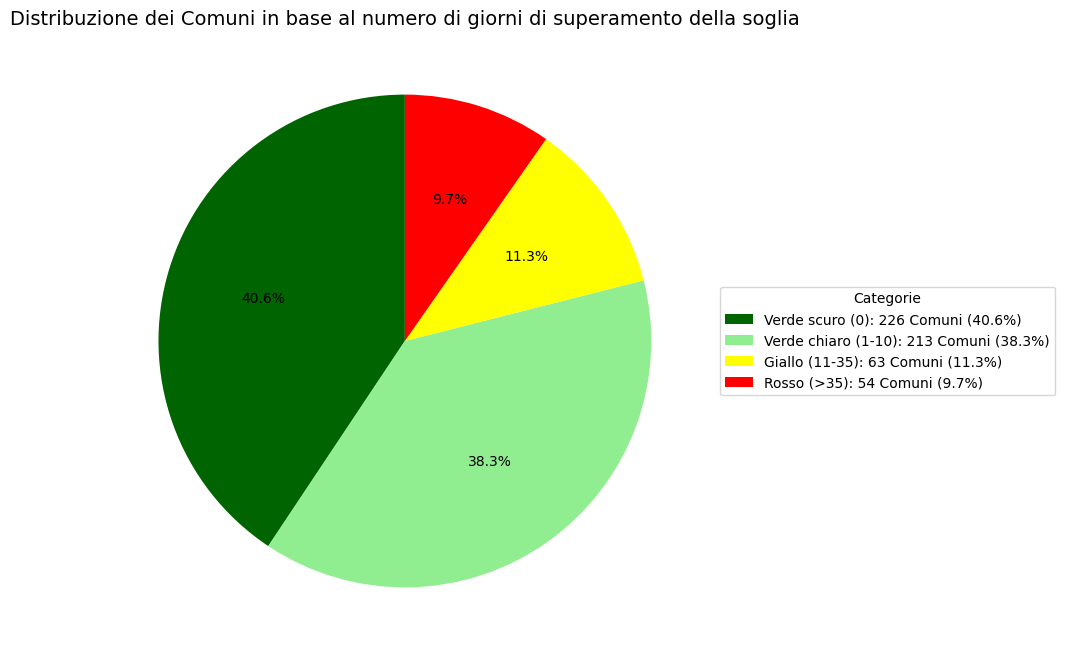 Distribuzione dei Comuni in base al numero di giorni di superamento della soglia
9.7%
11.3%
40.6%
38.3%
Categorie
Verde scuro (0): 226 Comuni (40.6%)
Verde chiaro (1-10): 213 Comuni (38.3%)
Giallo (11-35): 63 Comuni (11.3%)
Rosso (>35): 54 Comuni (9.7%)